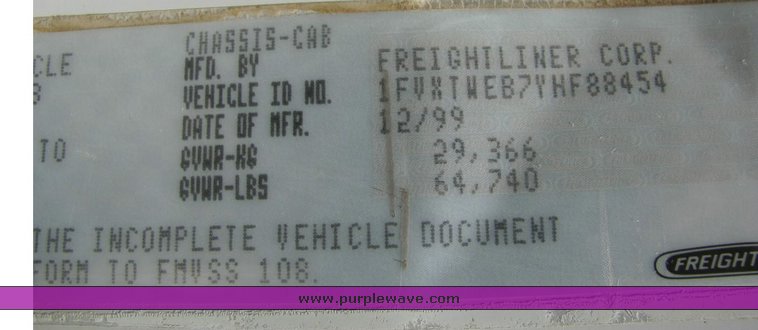 CHASSIS-CAB
CLE MFD. BY FREIGHTLINER CORP.
VEHICLE ID NO. 1FVXTWEB7YHF88454
DATE OF MFR. 12/99
TO GVWR-KG 29,366
GVWR-LBS 64,740
THE INCOMPLETE VEHICLE DOCUMENT
FORM TO FMVSS 108.
FREIGHT
www.purplewave.com